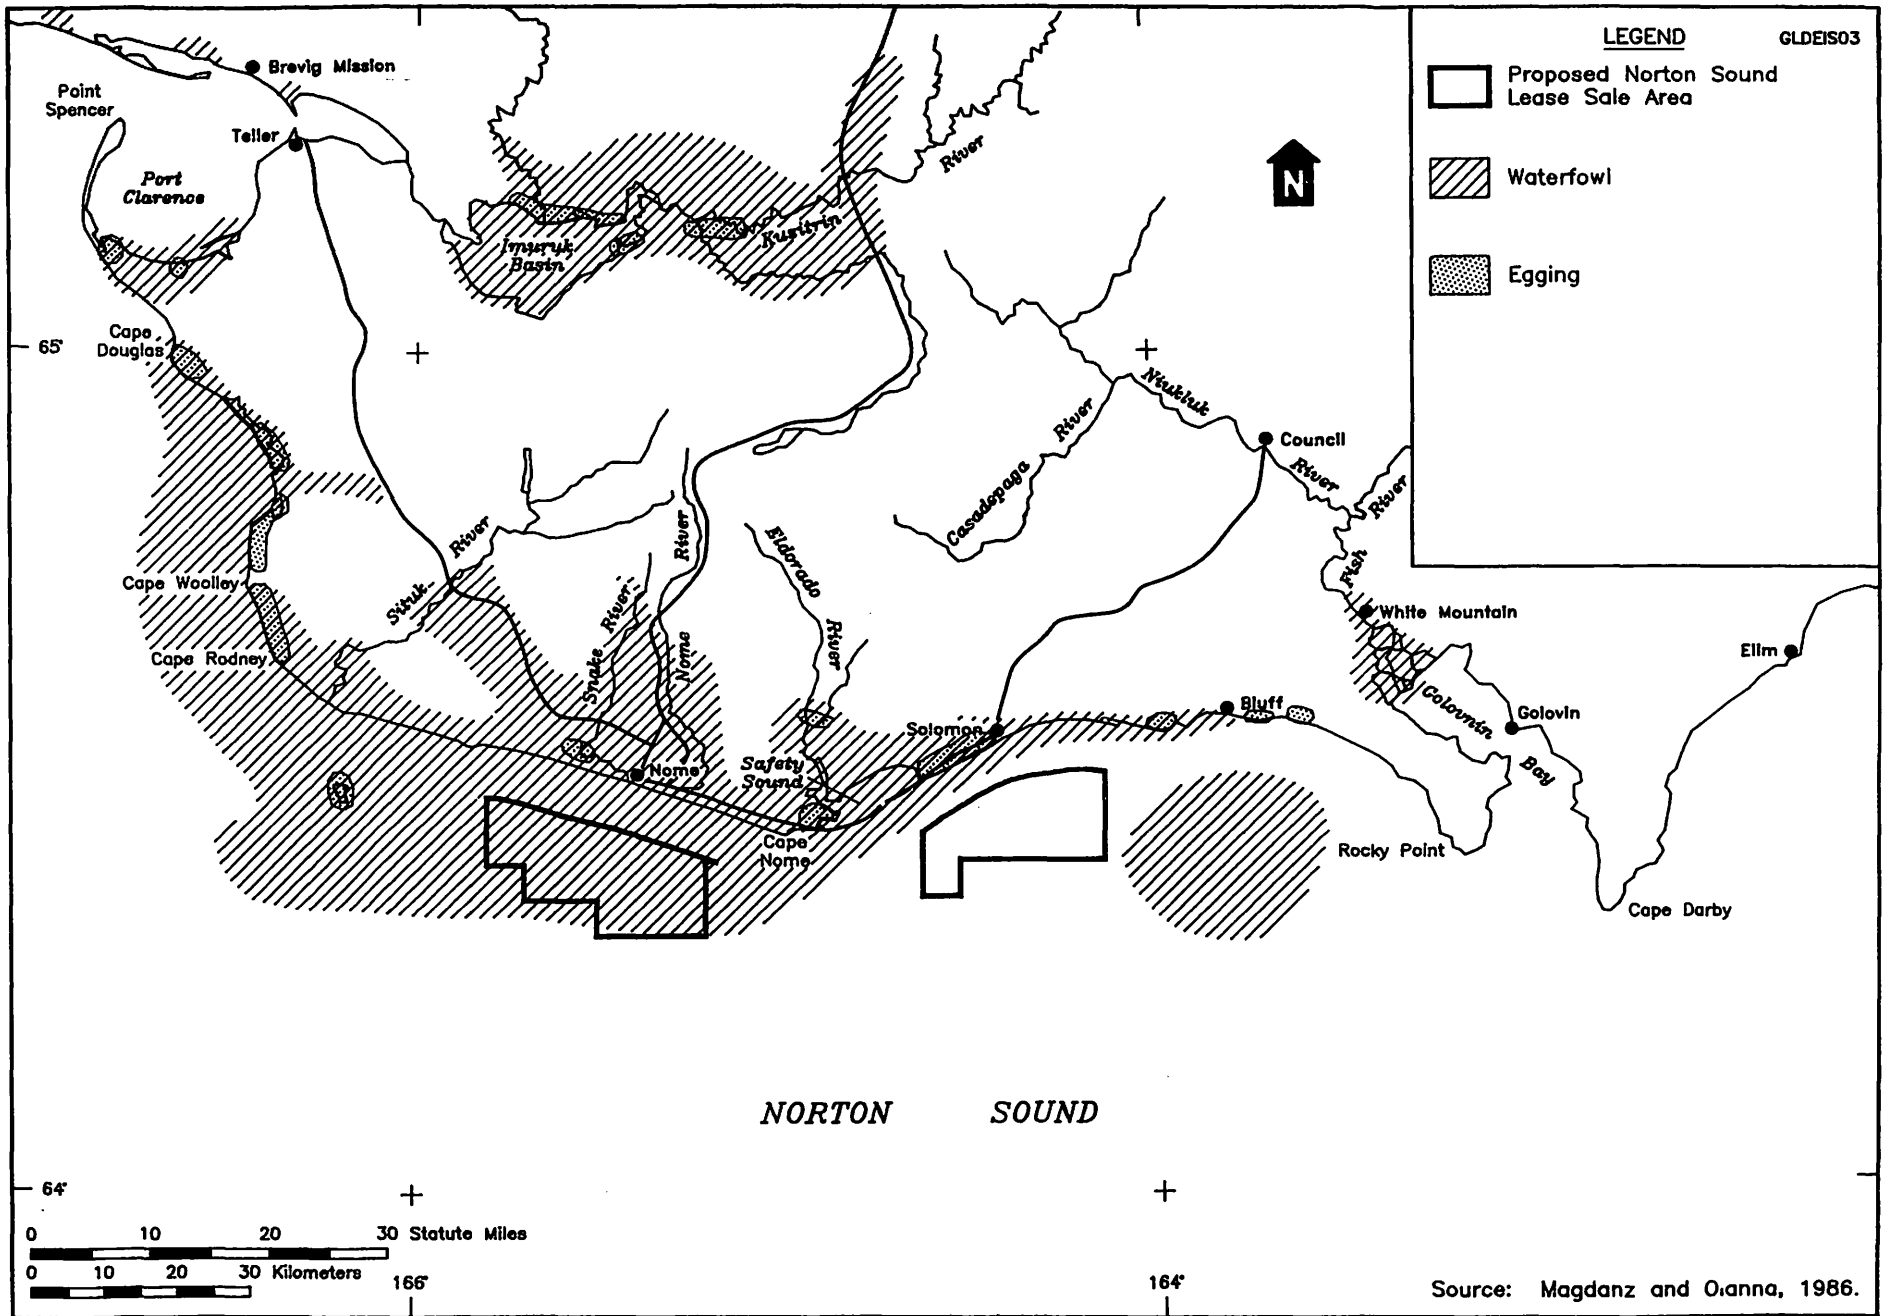 LEGEND
GLDEIS03
Proposed Norton Sound
Lease Sale Area
Waterfowl
Egging
N
Brevig Mission
Point
Spencer
Teller
Port
Clarence
River
Imuruk
Basin
Kuzitrin
Cape
Douglas
65°
Niukluk
River
Council
Casadepaga River
River
River
Fish
Situk River
Snake River
River
Nome
Eldorado
River
Cape Woolley
Cape Rodney
White Mountain
Elim
Golovnin
Bay
Golovin
Bluff
Solomon
Safety
Sound
Nome
Cape
Nome
Rocky Point
Cape Darby
NORTON SOUND
64°
0 10 20 30 Statute Miles
0 10 20 30 Kilometers
166°
164°
Source: Magdanz and Olanna, 1986.